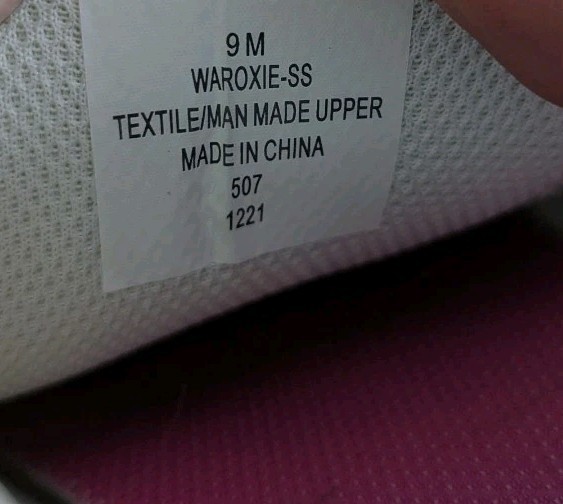 9 M
WAROXIE-SS
TEXTILE/MAN MADE UPPER
MADE IN CHINA
507
1221